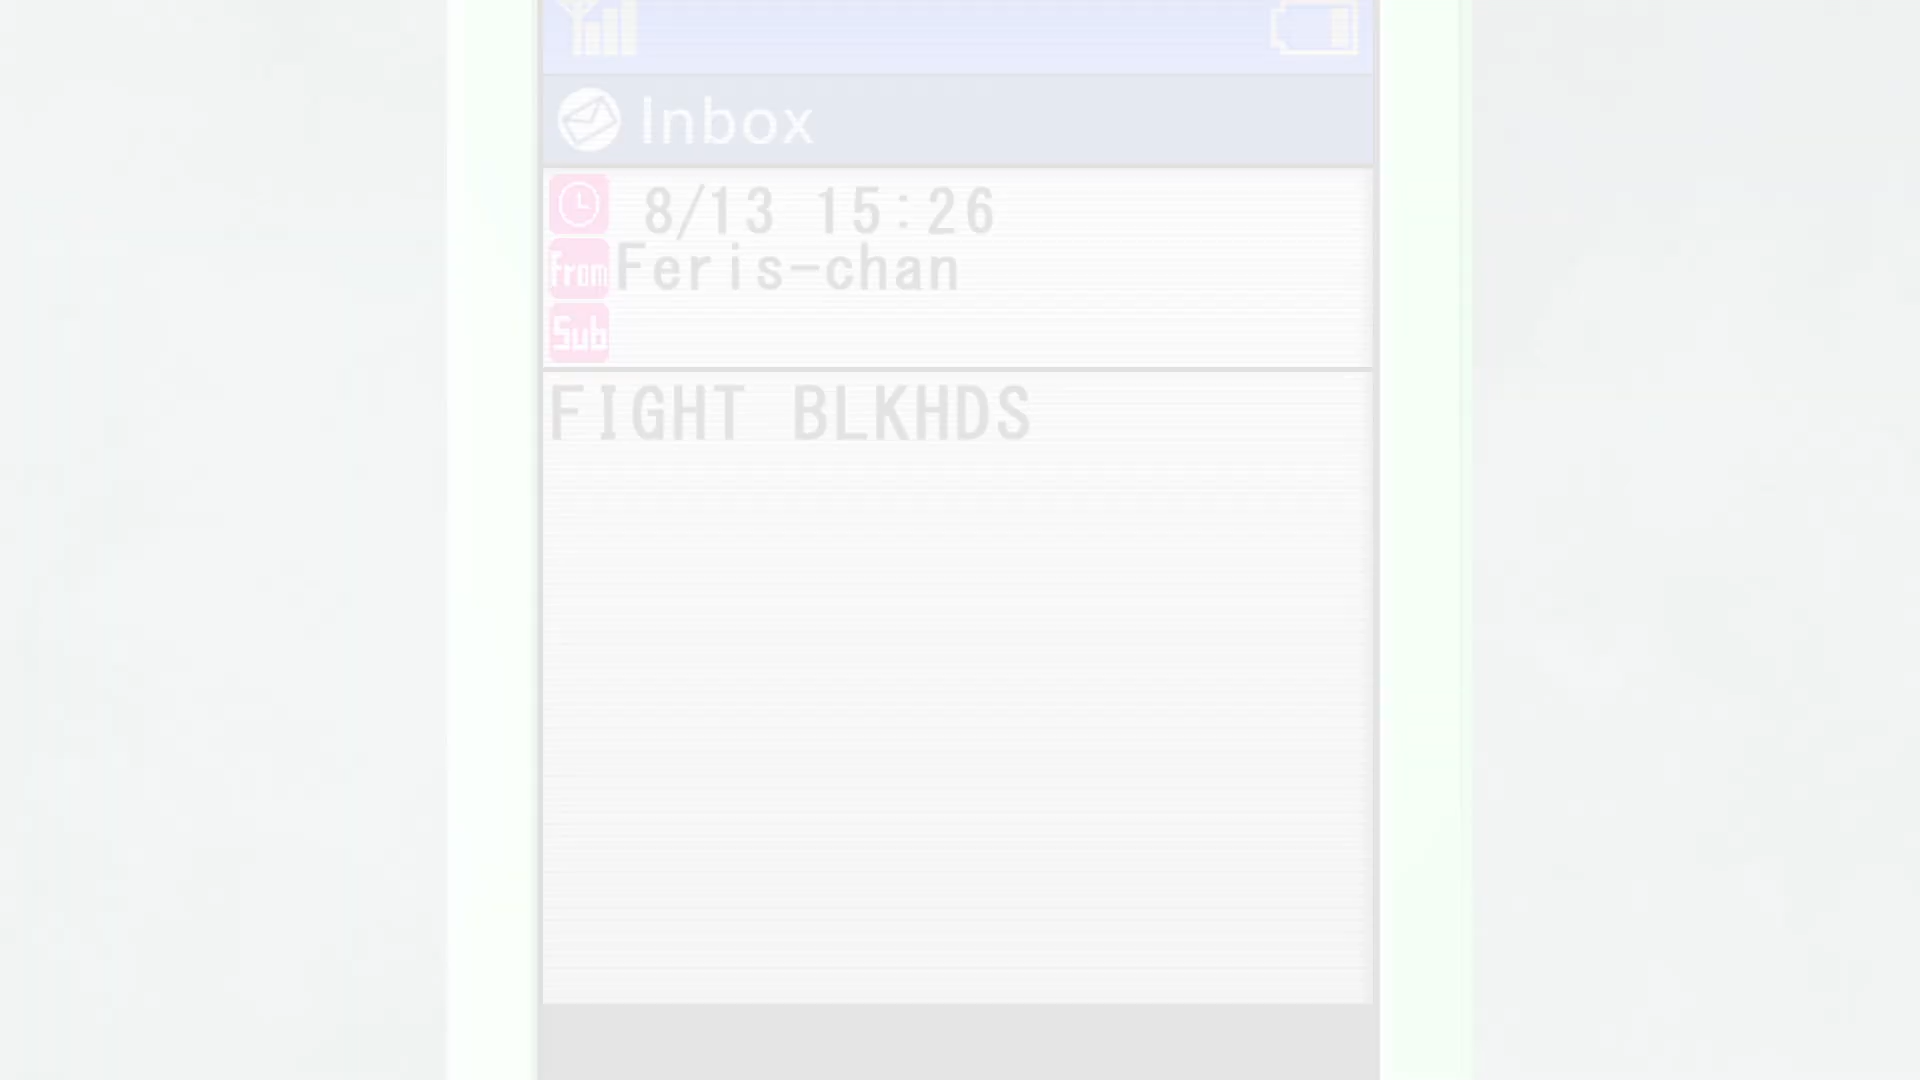 Inbox
8/13 15:26
From Feris-chan
Sub
FIGHT BLKHDS